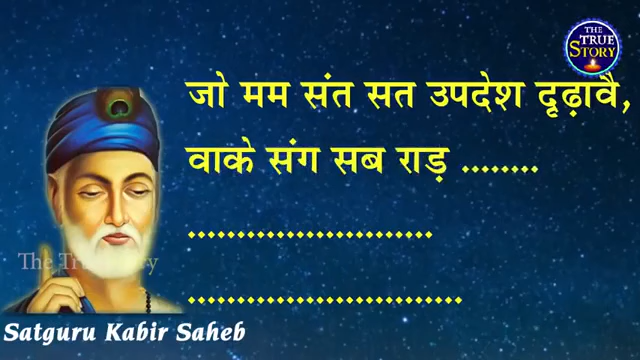 THE
TRUE
STORY
जो मम संत सत उपदेश दृढ़ावै,
वाके संग सब राड़ ........
.........................
............................
The True Story
Satguru Kabir Saheb